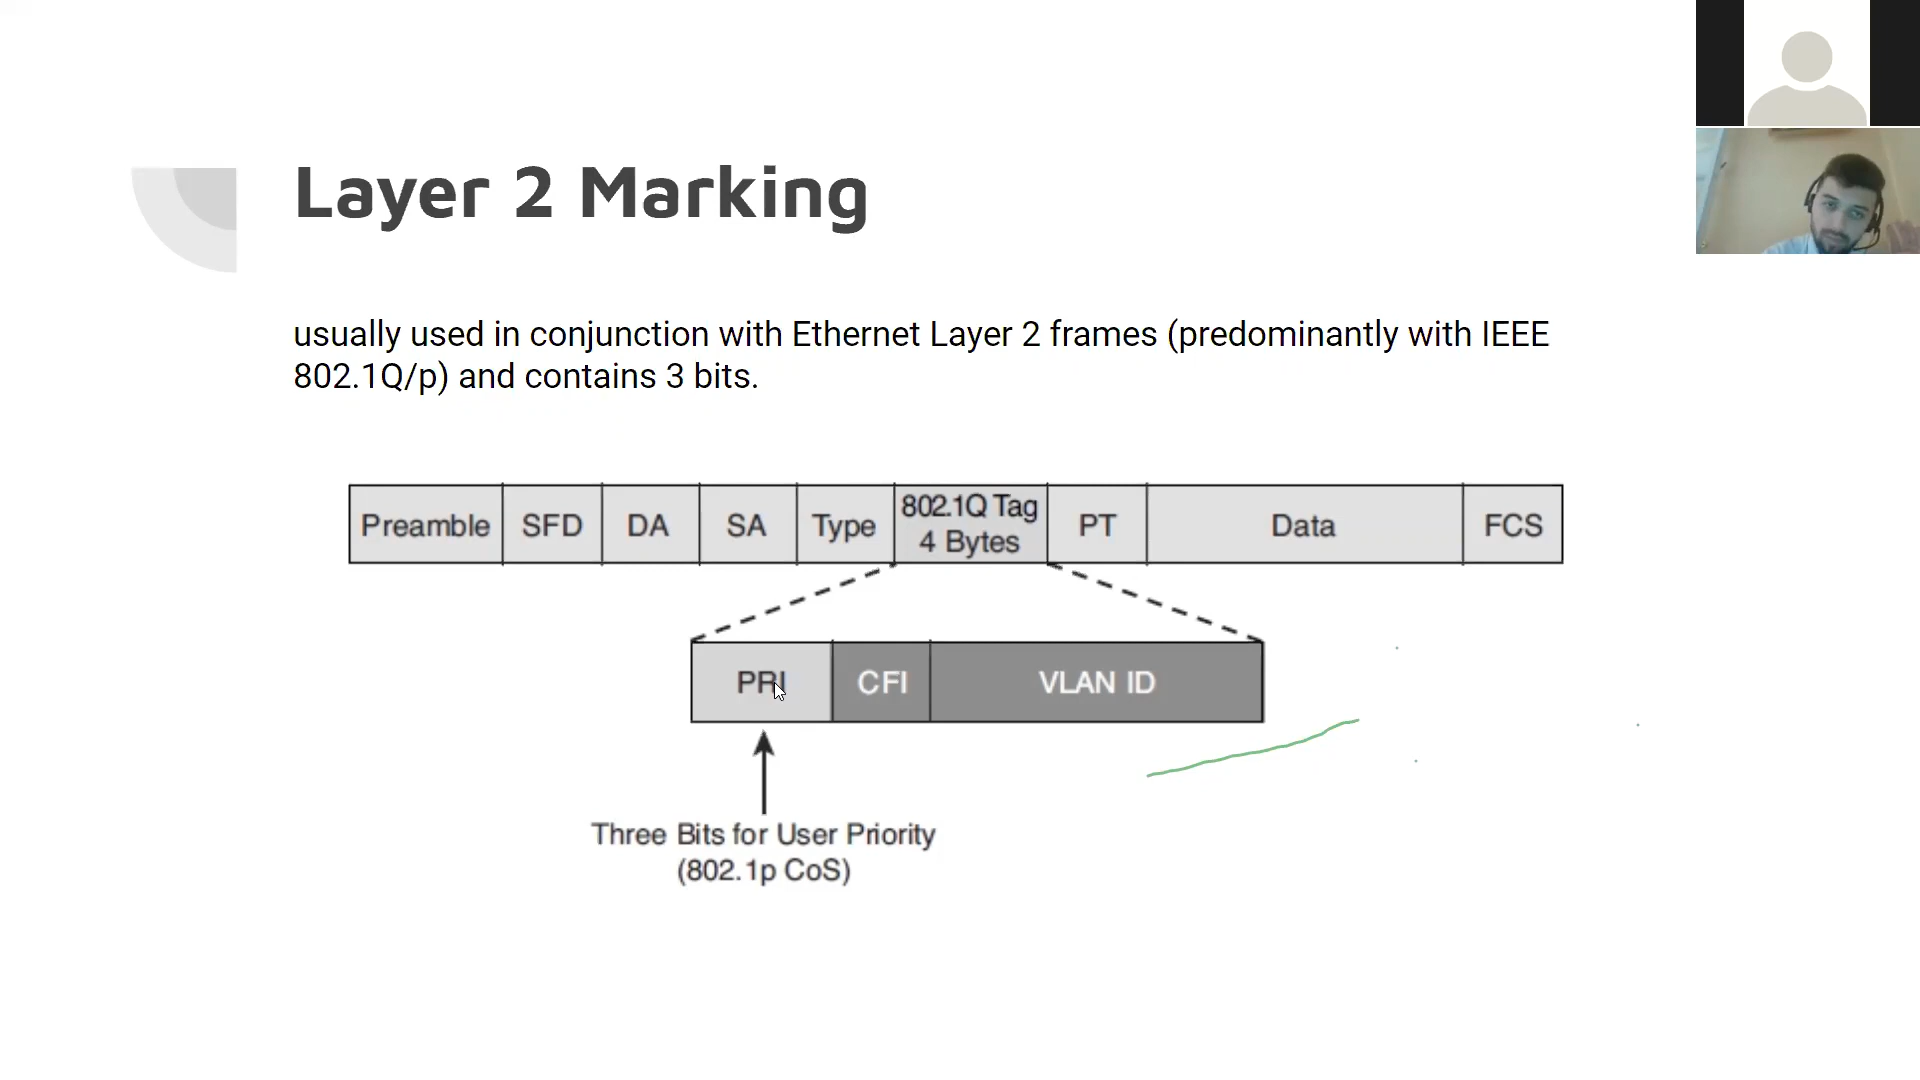 Layer 2 Marking
usually used in conjunction with Ethernet Layer 2 frames (predominantly with IEEE
802.1Q/p) and contains 3 bits.
Preamble SFD DA SA Type 802.1Q Tag PT Data FCS
4 Bytes
PRI CFI VLAN ID
Three Bits for User Priority
(802.1p CoS)